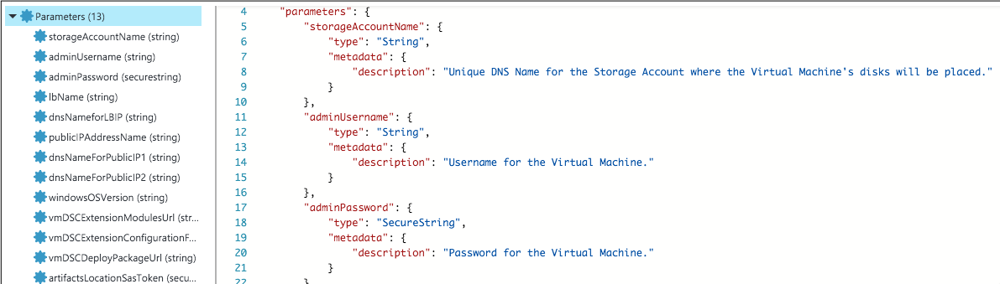 Parameters (13)
storageAccountName (string)
adminUsername (string)
adminPassword (securestring)
lbName (string)
dnsNameforLBIP (string)
publicIPAddressName (string)
dnsNameForPublicIP1 (string)
dnsNameForPublicIP2 (string)
windowsOSVersion (string)
vmDSCExtensionModulesUrl (str...
vmDSCExtensionConfigurationF...
vmDSCDeployPackageUrl (string)
artifactsLocationSasToken (secu...
4 "parameters": {
5 "storageAccountName": {
6 "type": "String",
7 "metadata": {
8 "description": "Unique DNS Name for the Storage Account where the Virtual Machine's disks will be placed."
9 }
10 },
11 "adminUsername": {
12 "type": "String",
13 "metadata": {
14 "description": "Username for the Virtual Machine."
15 }
16 },
17 "adminPassword": {
18 "type": "SecureString",
19 "metadata": {
20 "description": "Password for the Virtual Machine."
21 }
22 }